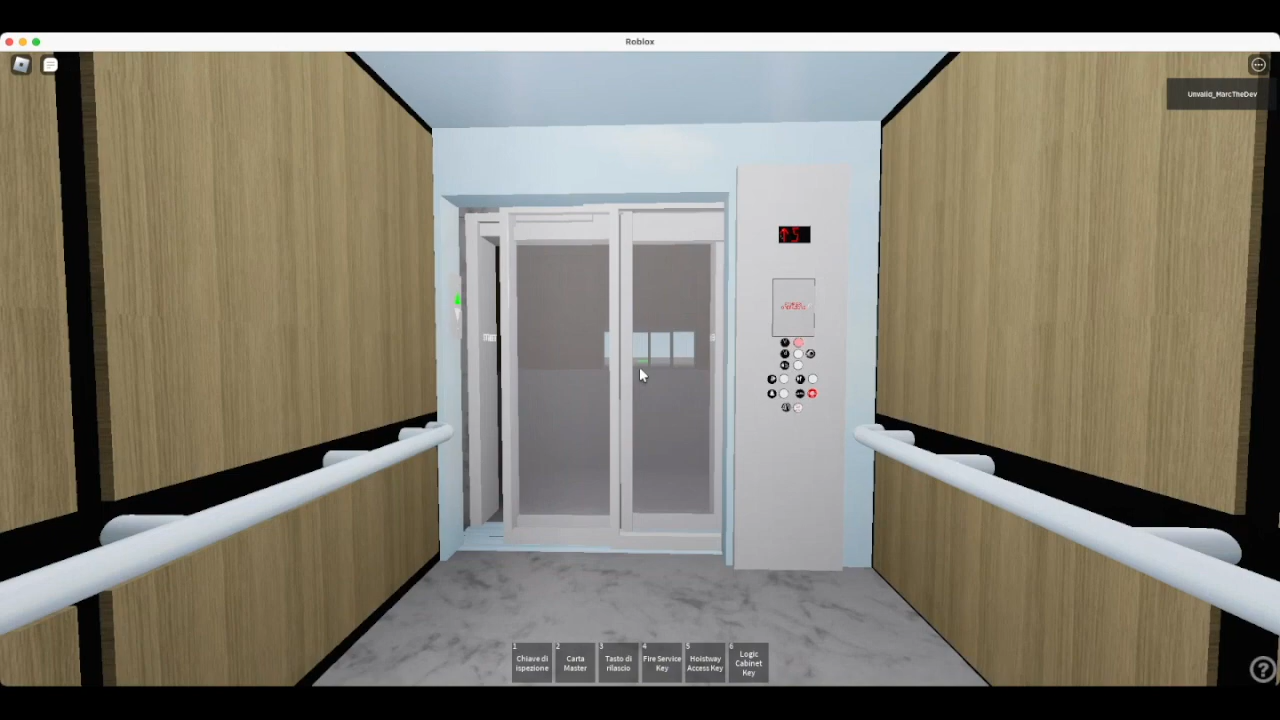 Roblox
Unvalid_MarcTheDev
5
1
Chiave di
ispezione
2
Carta
Master
3
Tasto di
rilascio
4
Fire Service
Key
5
Hoistway
Access Key
6
Logic
Cabinet
Key
?